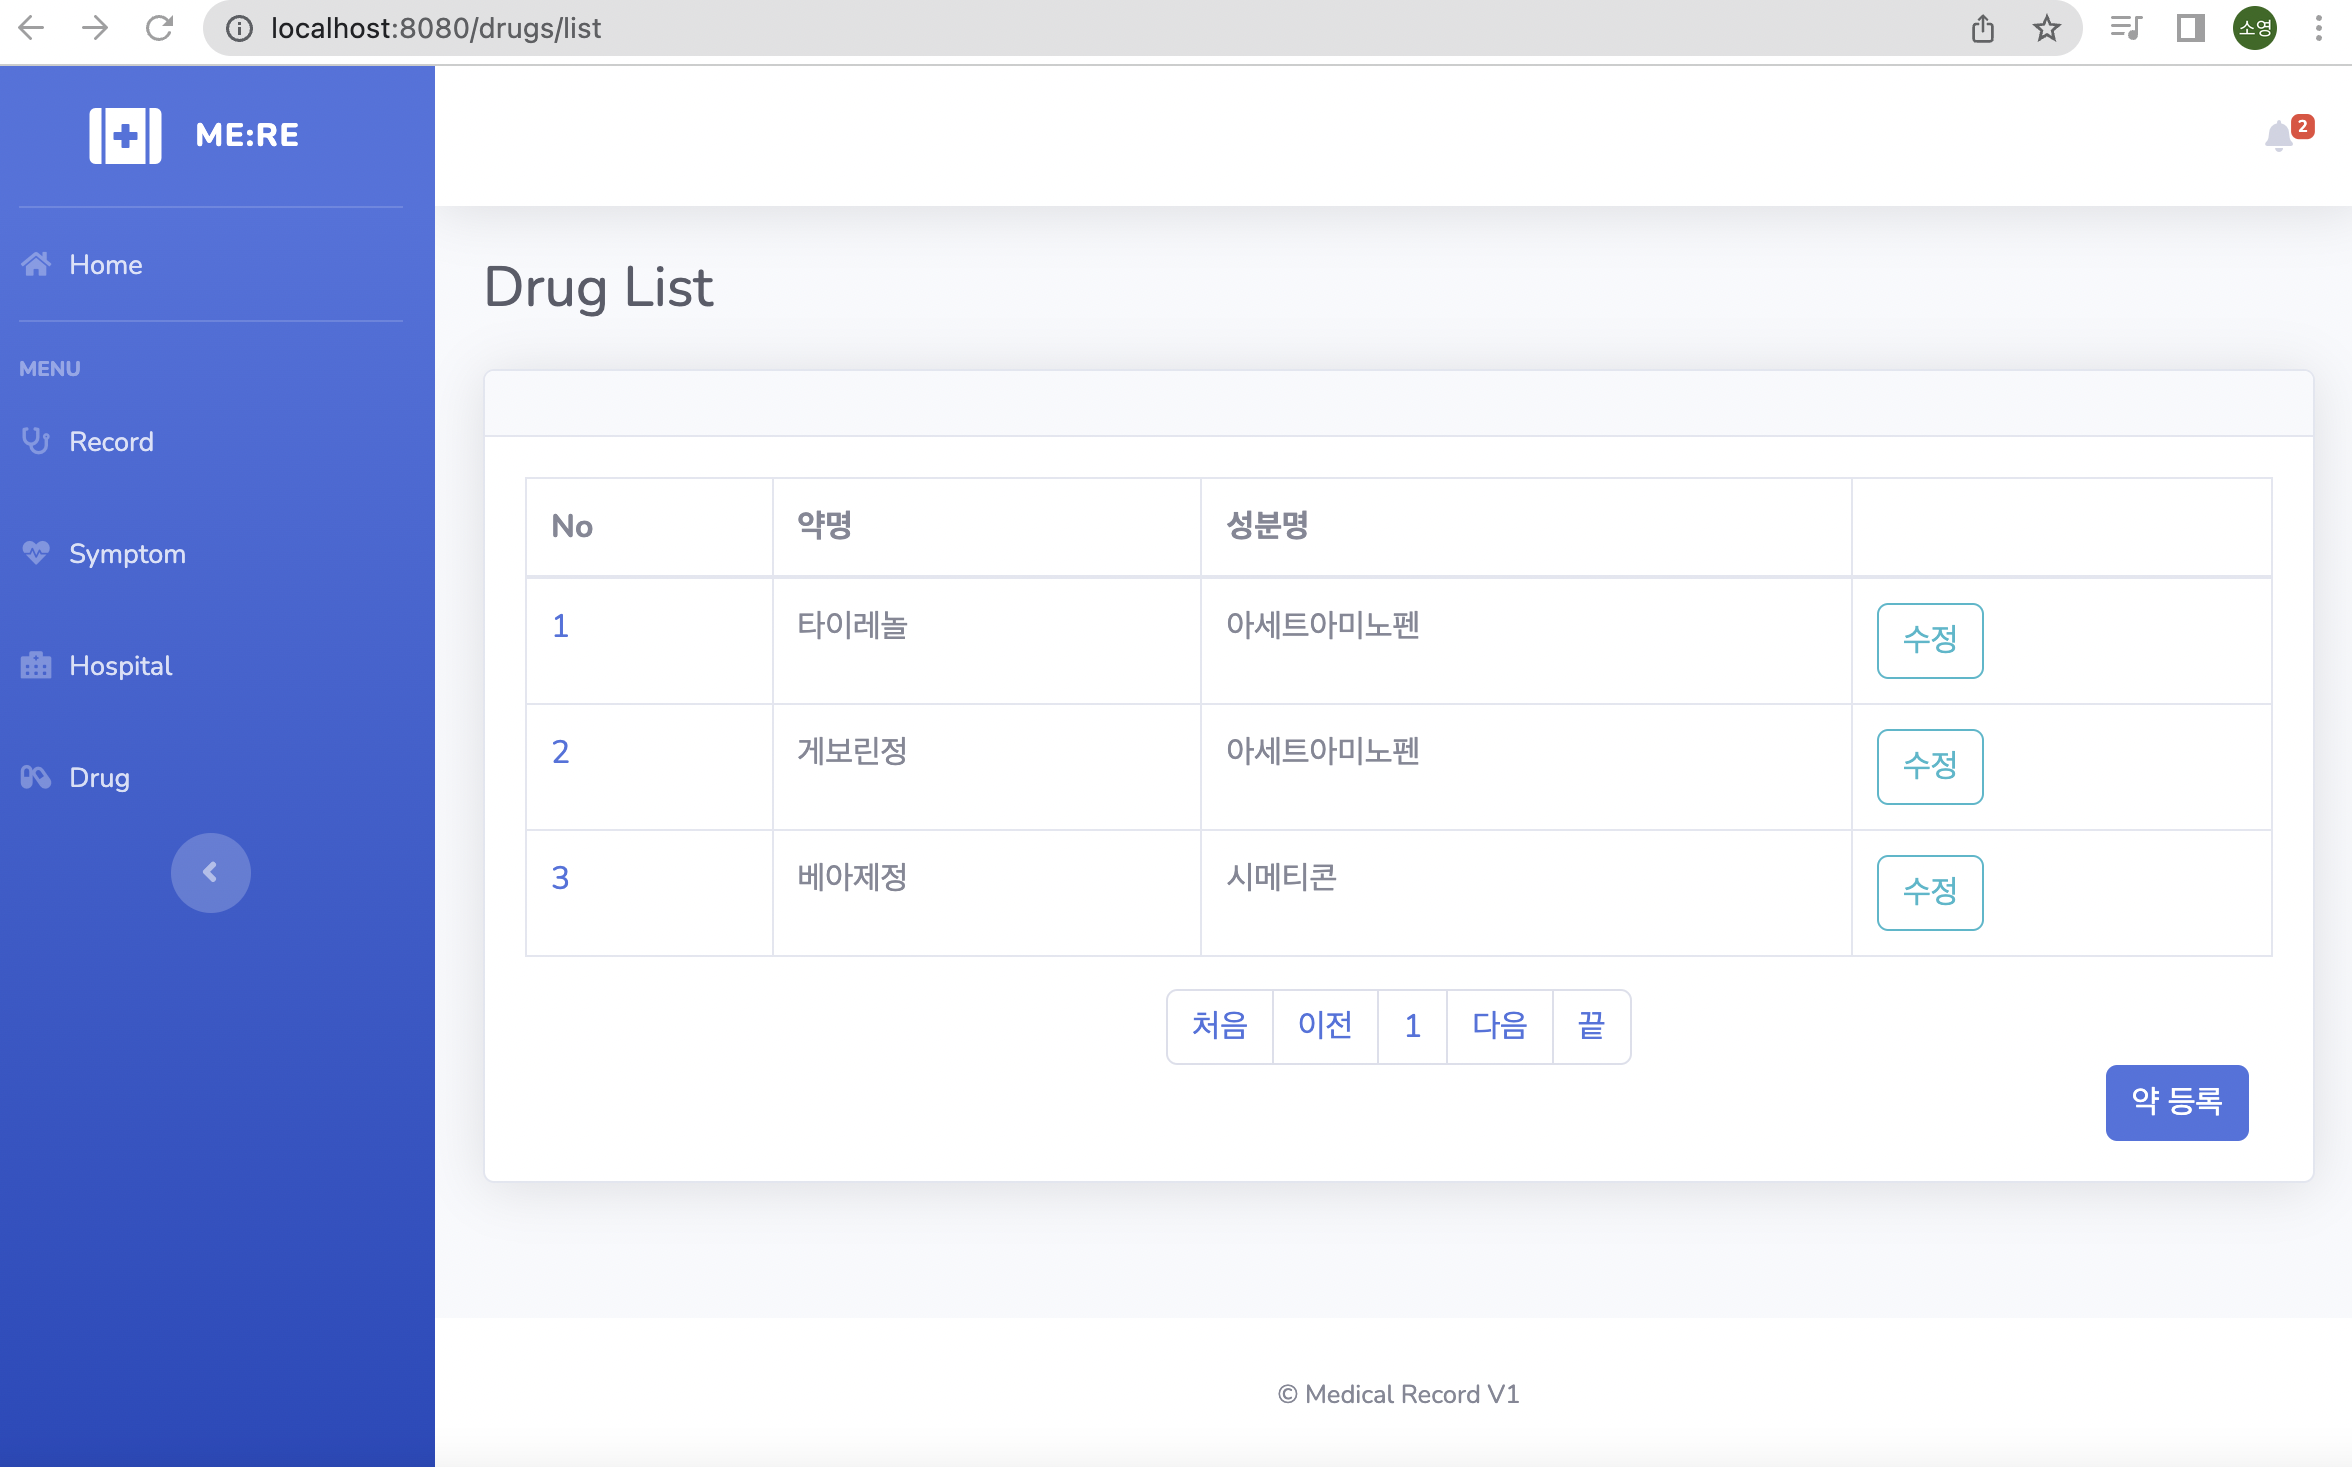 localhost:8080/drugs/list
소영
ME:RE
2
Home
MENU
Record
Symptom
Hospital
Drug
Drug List
No 약명 성분명
1 타이레놀 아세트아미노펜 수정
2 게보린정 아세트아미노펜 수정
3 베아제정 시메티콘 수정
처음 이전 1 다음 끝
약 등록
© Medical Record V1